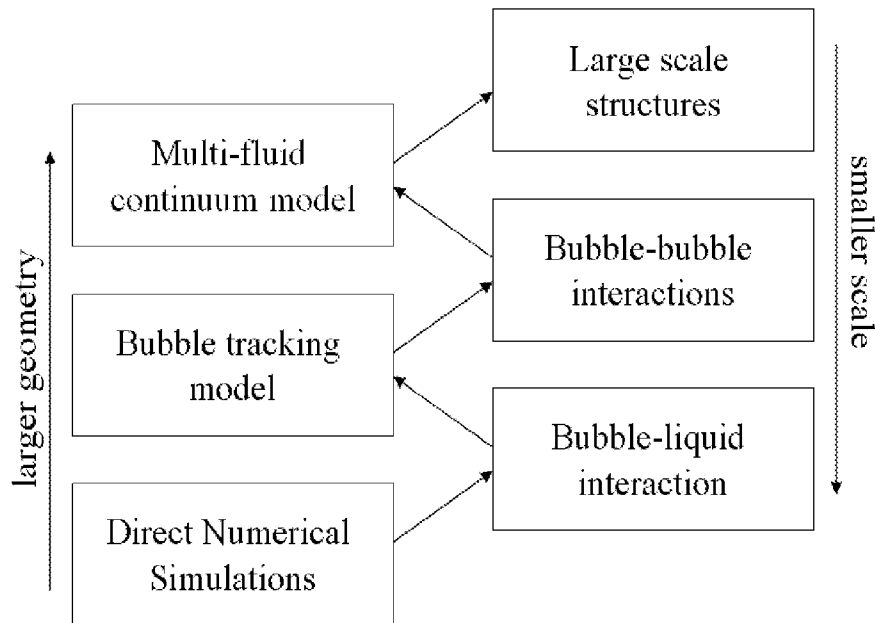 Large scale
structures
Multi-fluid
continuum model
Bubble-bubble
interactions
Bubble tracking
model
Bubble-liquid
interaction
Direct Numerical
Simulations
larger geometry
smaller scale